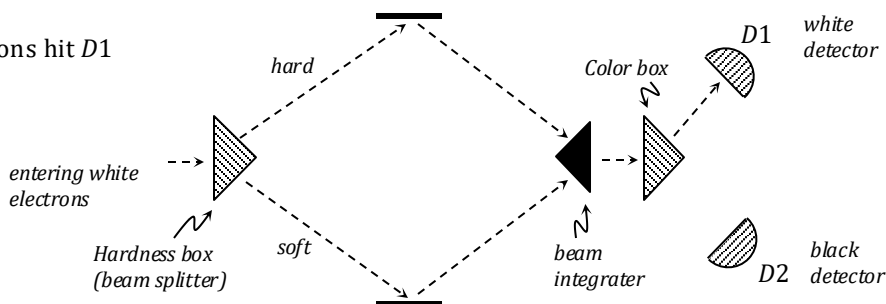 ons hit D1
hard
entering white
electrons
Hardness box
(beam splitter)
soft
beam
integrater
Color box
D1
white
detector
D2
black
detector